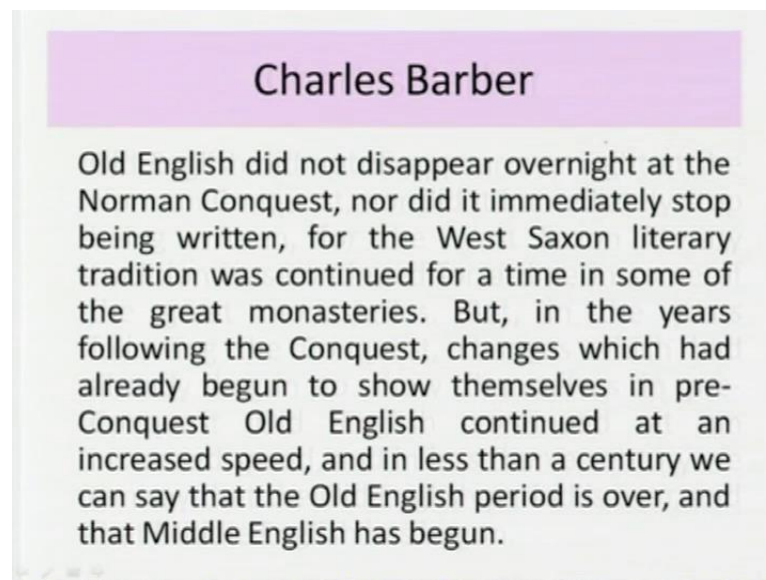 Charles Barber
Old English did not disappear overnight at the
Norman Conquest, nor did it immediately stop
being written, for the West Saxon literary
tradition was continued for a time in some of
the great monasteries. But, in the years
following the Conquest, changes which had
already begun to show themselves in pre-
Conquest Old English continued at an
increased speed, and in less than a century we
can say that the Old English period is over, and
that Middle English has begun.